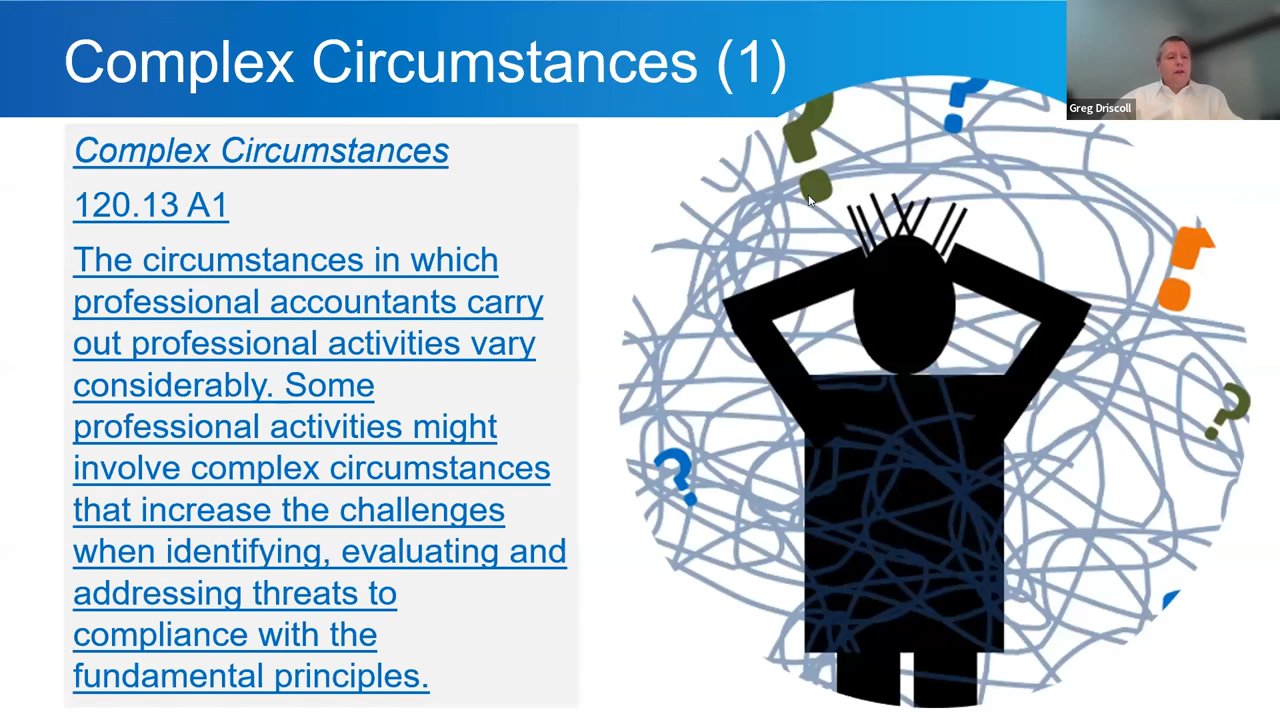 Complex Circumstances (1)
Greg Driscoll
Complex Circumstances
120.13 A1
The circumstances in which
professional accountants carry
out professional activities vary
considerably. Some
professional activities might
involve complex circumstances
that increase the challenges
when identifying, evaluating and
addressing threats to
compliance with the
fundamental principles.
?
?
?
?